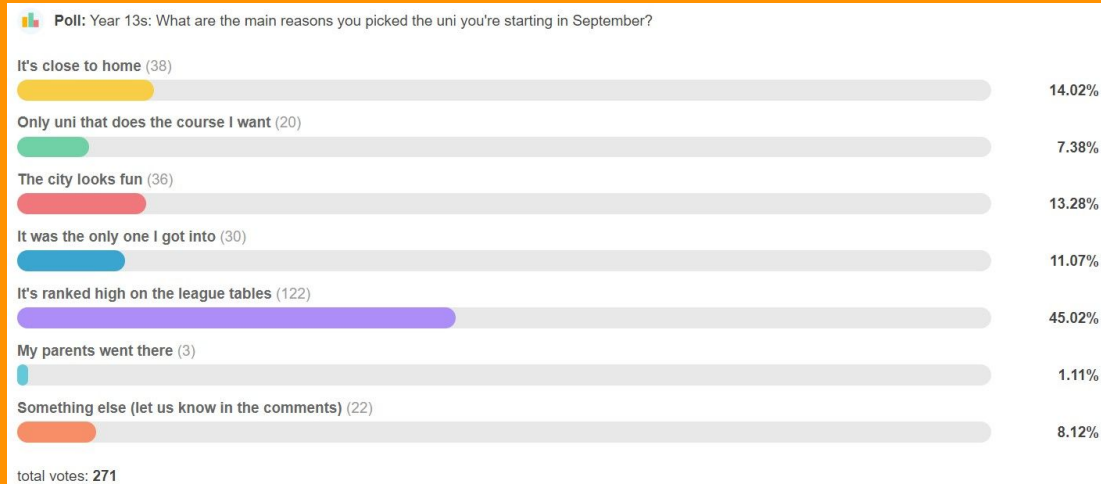 Poll: Year 13s: What are the main reasons you picked the uni you're starting in September?
It's close to home (38)
14.02%
Only uni that does the course I want (20)
7.38%
The city looks fun (36)
13.28%
It was the only one I got into (30)
11.07%
It's ranked high on the league tables (122)
45.02%
My parents went there (3)
1.11%
Something else (let us know in the comments) (22)
8.12%
total votes: 271